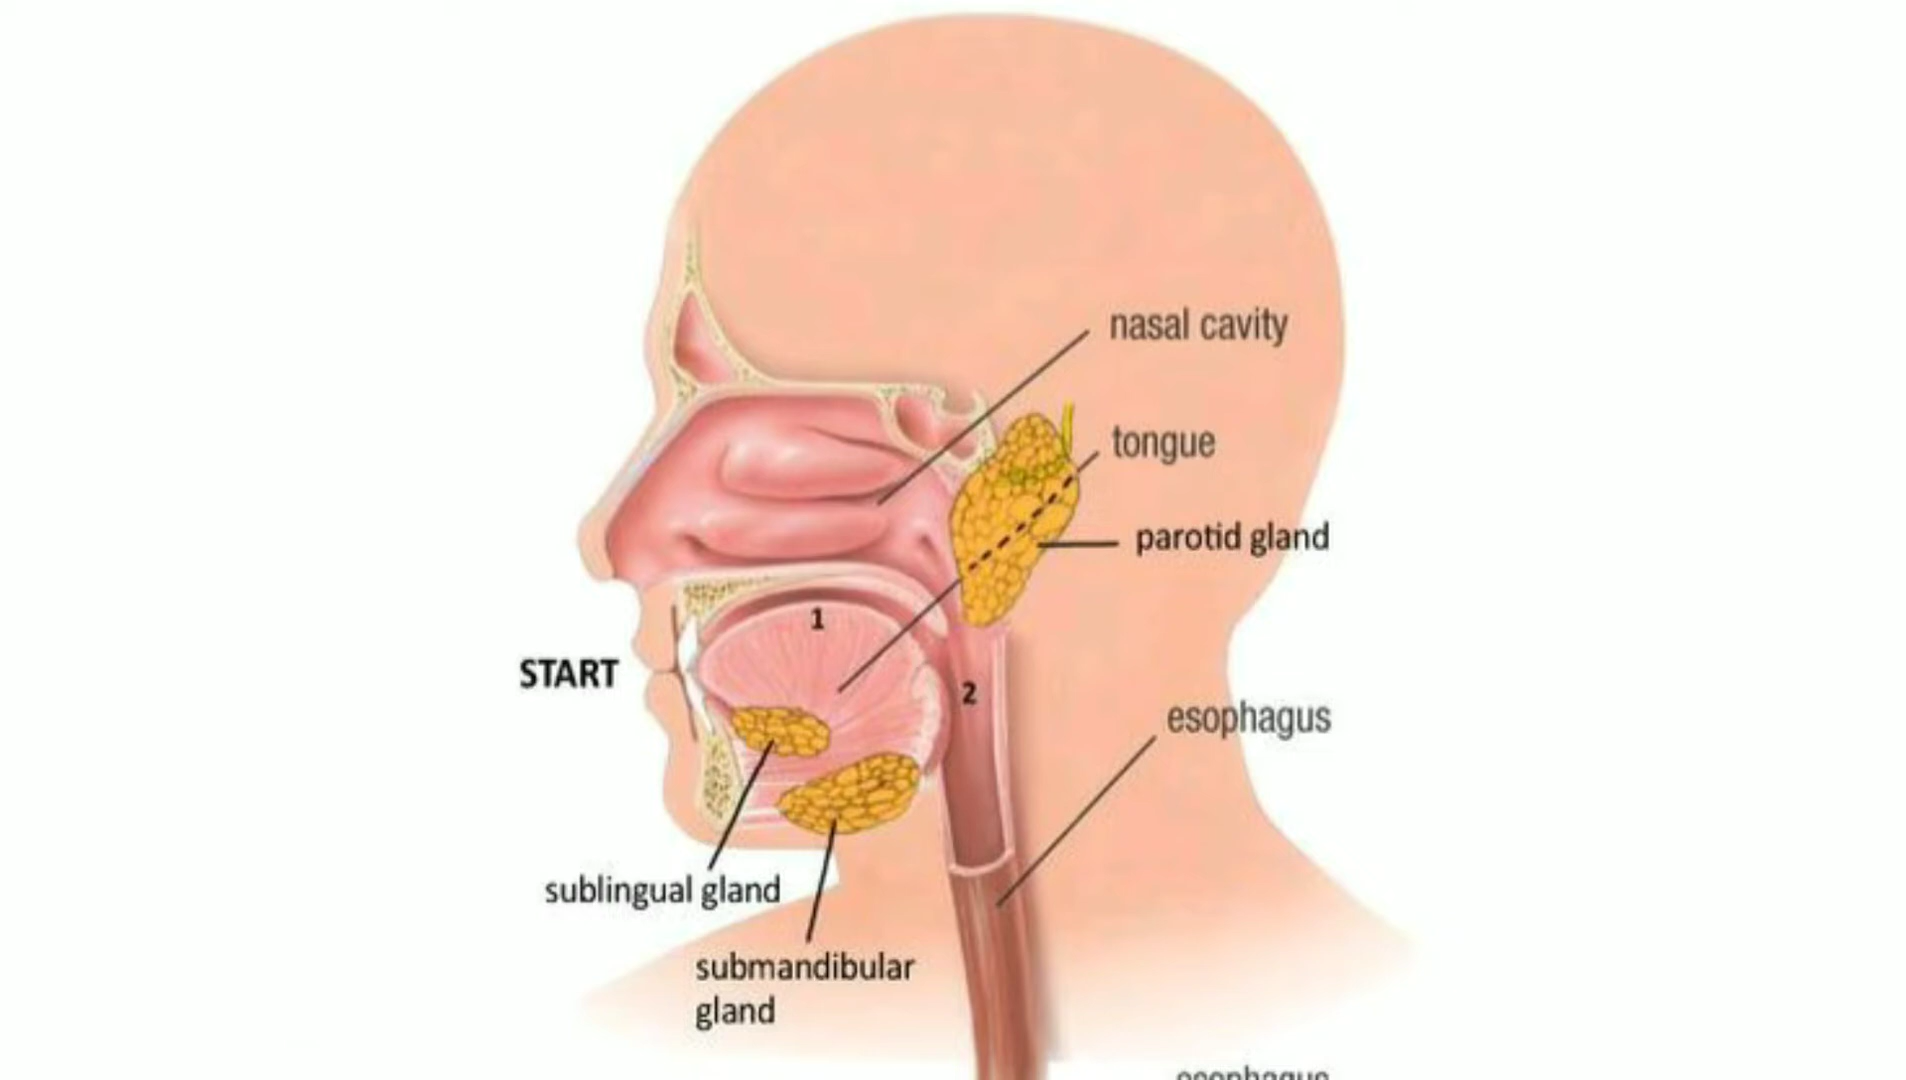 nasal cavity
tongue
parotid gland
1
START
2
esophagus
sublingual gland
submandibular
gland
esophagus